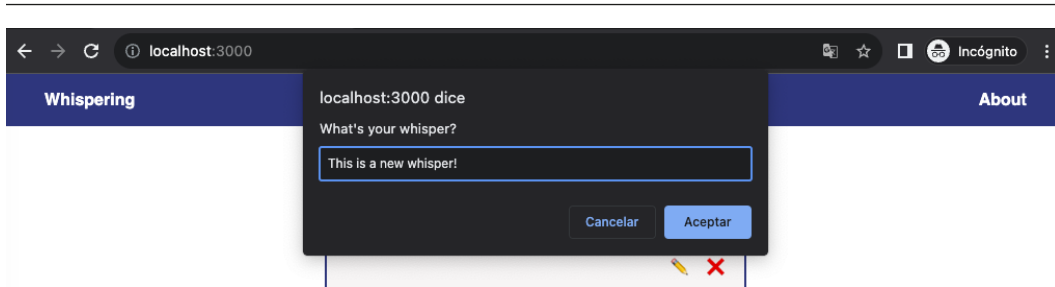 localhost:3000
Incógnito
Whispering
About
localhost:3000 dice
What's your whisper?
This is a new whisper!
Cancelar
Aceptar